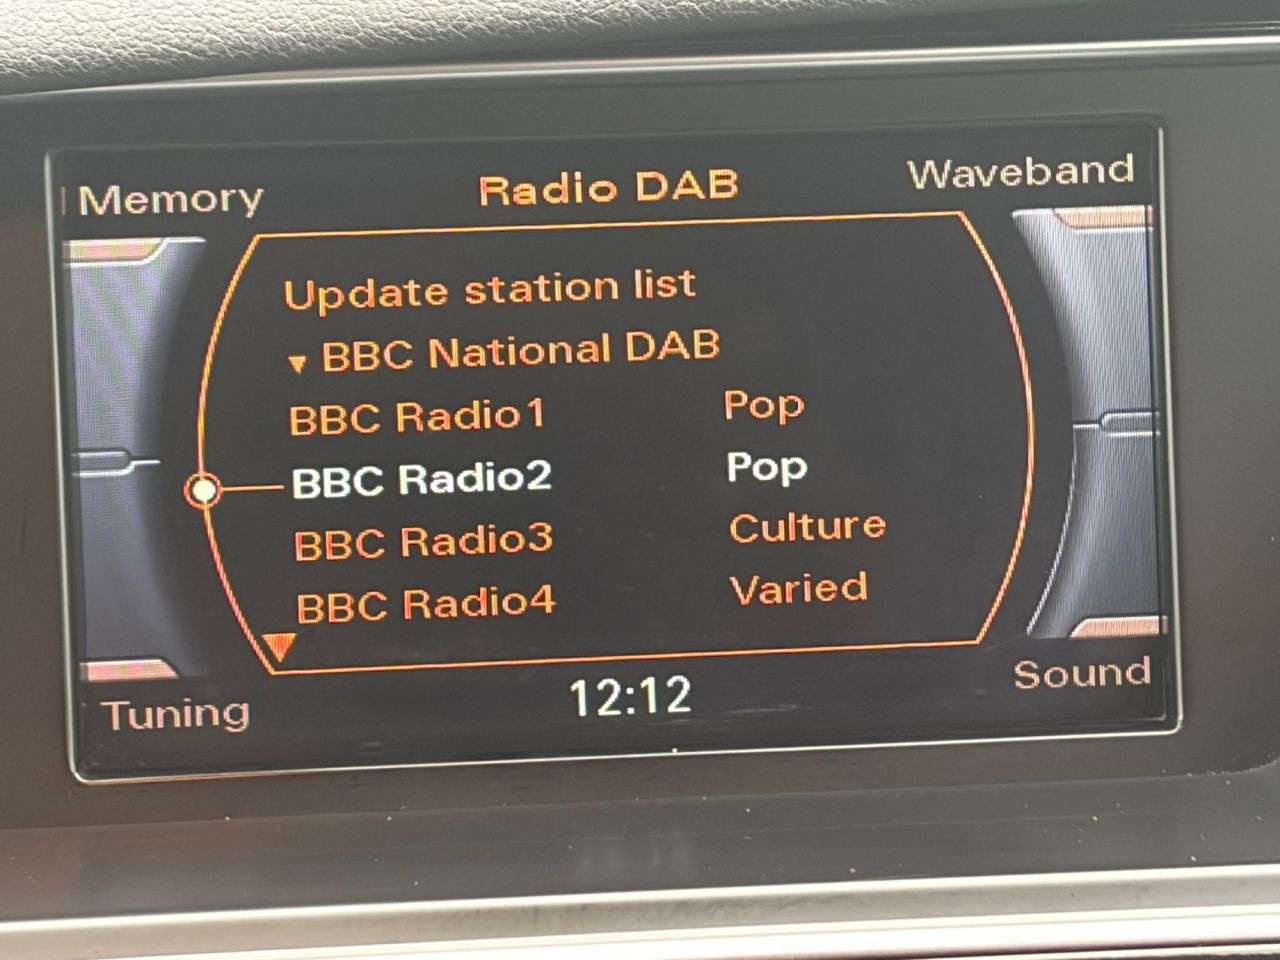 Memory
Radio DAB
Waveband
Update station list
▼ BBC National DAB
BBC Radio1 Pop
BBC Radio2 Pop
BBC Radio3 Culture
BBC Radio4 Varied
Tuning
12:12
Sound